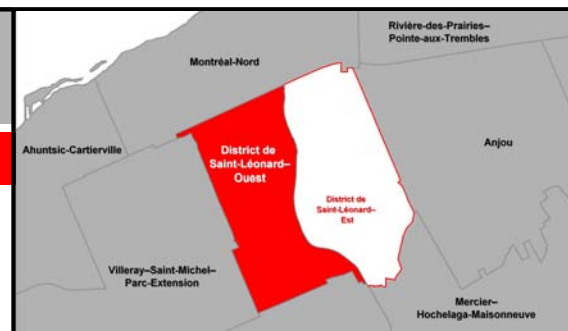 Rivière-des-Prairies–
Pointe-aux-Trembles
Montréal-Nord
Ahuntsic-Cartierville
District de
Saint-Léonard–
Ouest
Anjou
District de
Saint-Léonard–
Est
Villeray–Saint-Michel–
Parc-Extension
Mercier–
Hochelaga-Maisonneuve